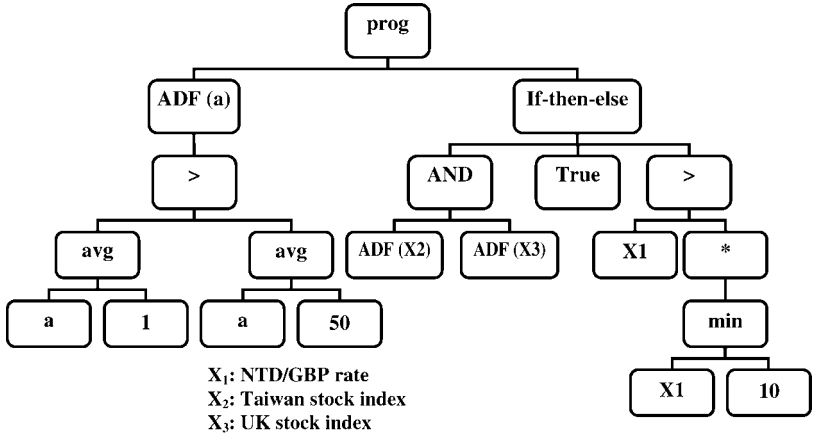 prog
ADF (a)
If-then-else
>
AND
True
>
avg
avg
ADF (X2)
ADF (X3)
X1
*
a
1
a
50
min
X1
10
X₁: NTD/GBP rate
X₂: Taiwan stock index
X₃: UK stock index